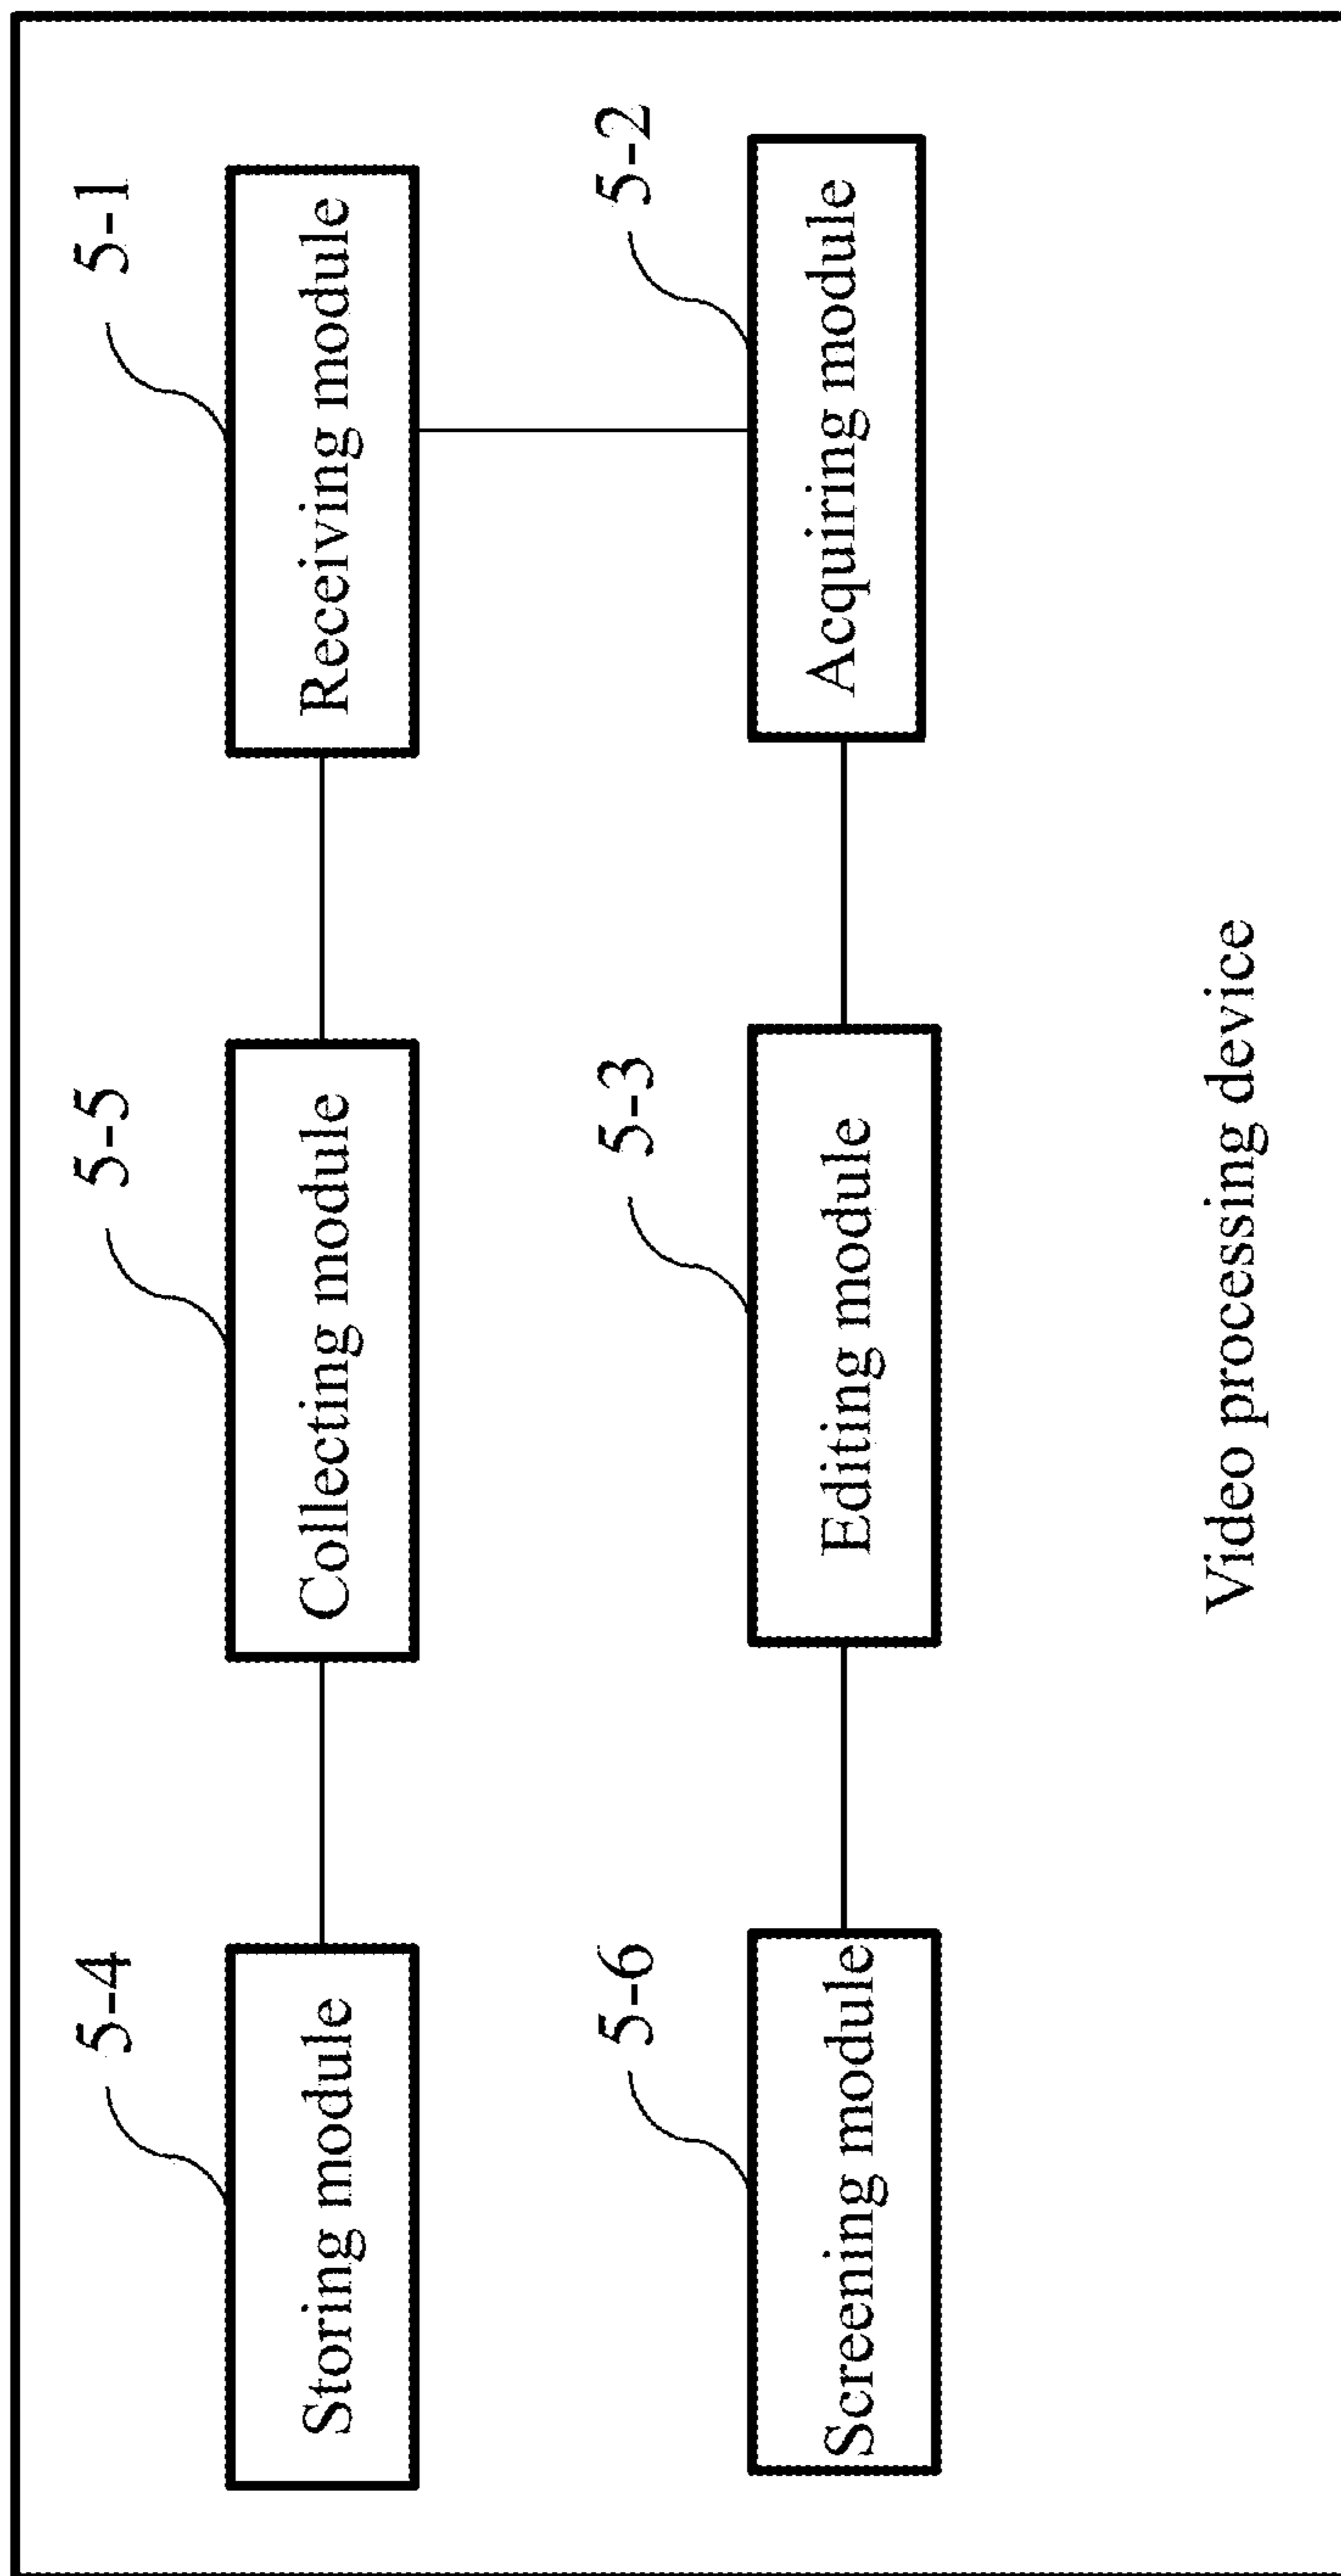 5-4
Storing module
5-5
Collecting module
5-1
Receiving module
5-6
Screening module
5-3
Editing module
5-2
Acquiring module
Video processing device